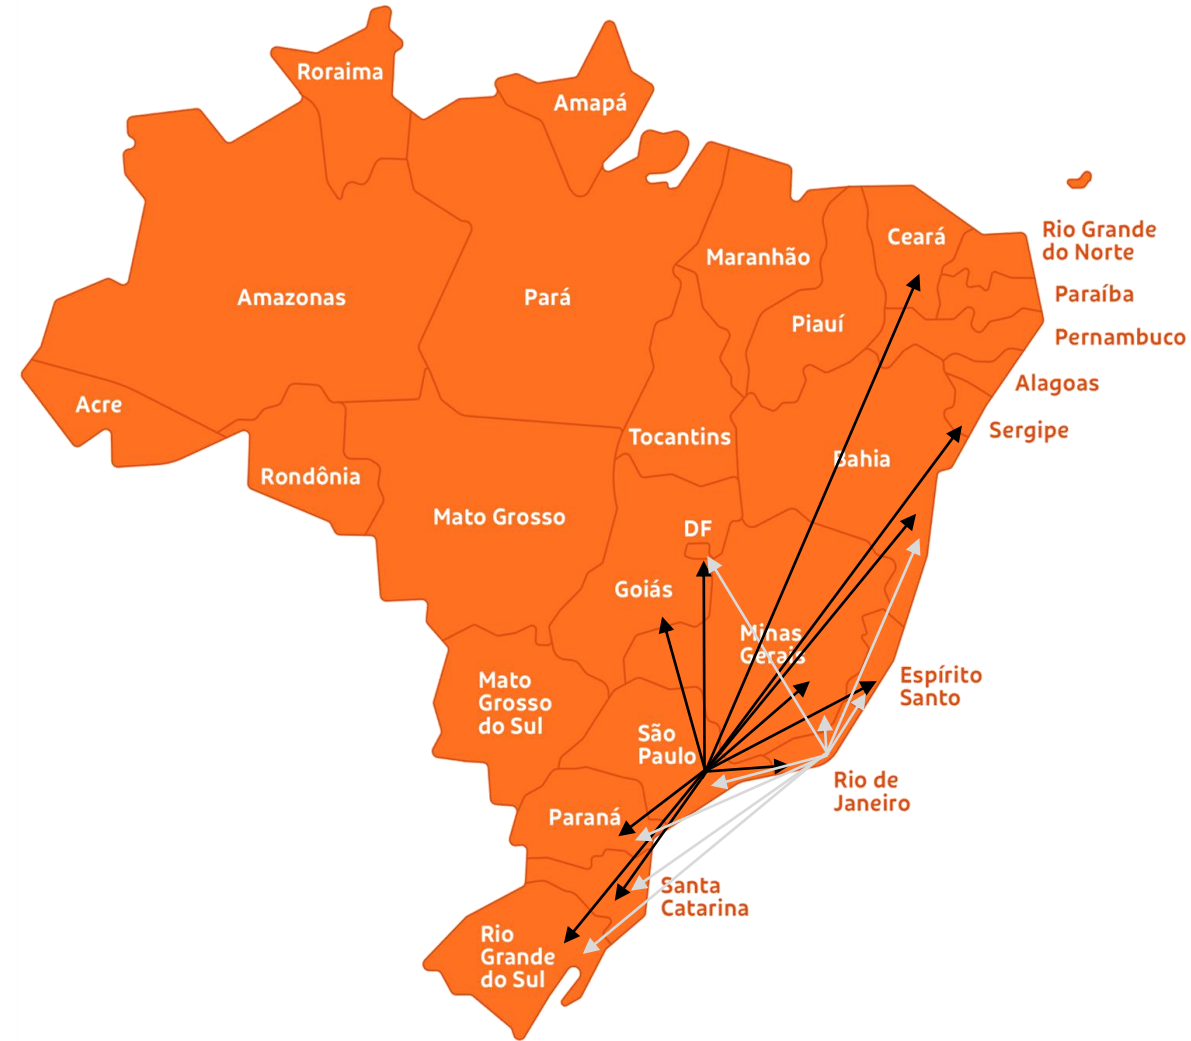 Roraima
Amapá
Rio Grande
do Norte
Ceará
Maranhão
Amazonas
Pará
Paraíba
Piauí
Pernambuco
Alagoas
Acre
Tocantins
Sergipe
Bahia
Rondônia
Mato Grosso
DF
Goiás
Minas
Gerais
Espírito
Santo
Mato
Grosso
do Sul
São
Paulo
Rio de
Janeiro
Paraná
Santa
Catarina
Rio
Grande
do Sul